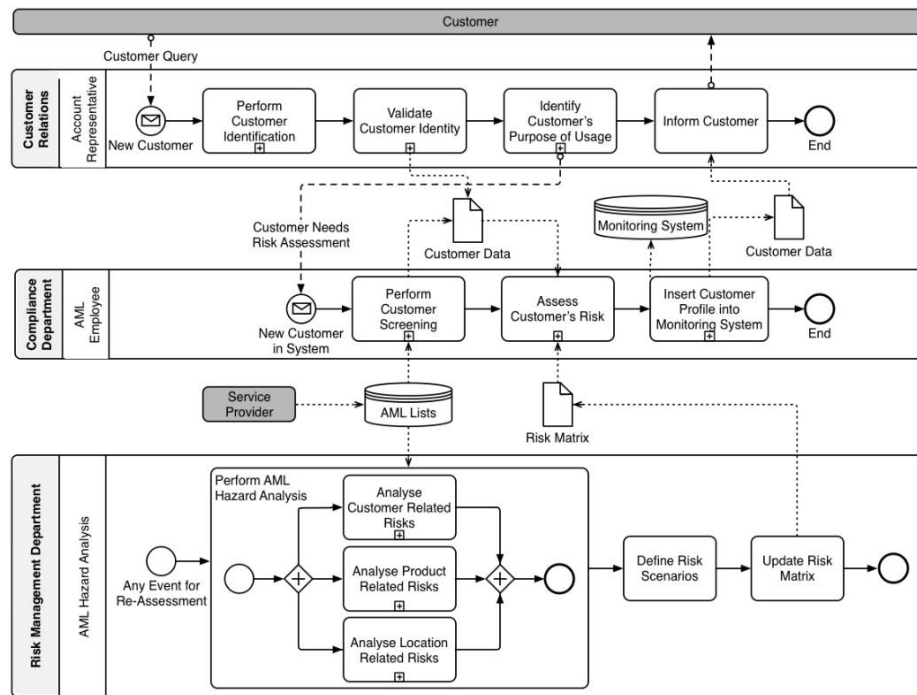 Customer
Customer Query
Customer
Relations
Account
Representative
New Customer
Perform
Customer
Identification
Validate
Customer Identity
Identify
Customer's
Purpose of Usage
Inform Customer
End
Customer Needs
Risk Assessment
Customer Data
Monitoring System
Customer Data
Compliance
Department
AML
Employee
New Customer
in System
Perform
Customer
Screening
Assess
Customer's Risk
Insert Customer
Profile into
Monitoring System
End
Service
Provider
AML Lists
Risk Matrix
Risk Management Department
AML Hazard Analysis
Any Event for
Re-Assessment
Perform AML
Hazard Analysis
Analyse
Customer Related
Risks
Analyse Product
Related Risks
Analyse Location
Related Risks
Define Risk
Scenarios
Update Risk
Matrix